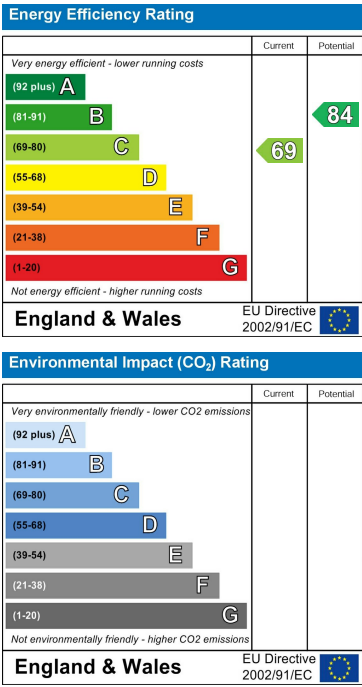 Energy Efficiency Rating
Current Potential
Very energy efficient - lower running costs
(92 plus) A
(81-91) B
84
(69-80) C
69
(55-68) D
(39-54) E
(21-38) F
(1-20) G
Not energy efficient - higher running costs
England & Wales
EU Directive
2002/91/EC
Environmental Impact (CO₂) Rating
Current Potential
Very environmentally friendly - lower CO2 emissions
(92 plus) A
(81-91) B
(69-80) C
(55-68) D
(39-54) E
(21-38) F
(1-20) G
Not environmentally friendly - higher CO2 emissions
England & Wales
EU Directive
2002/91/EC